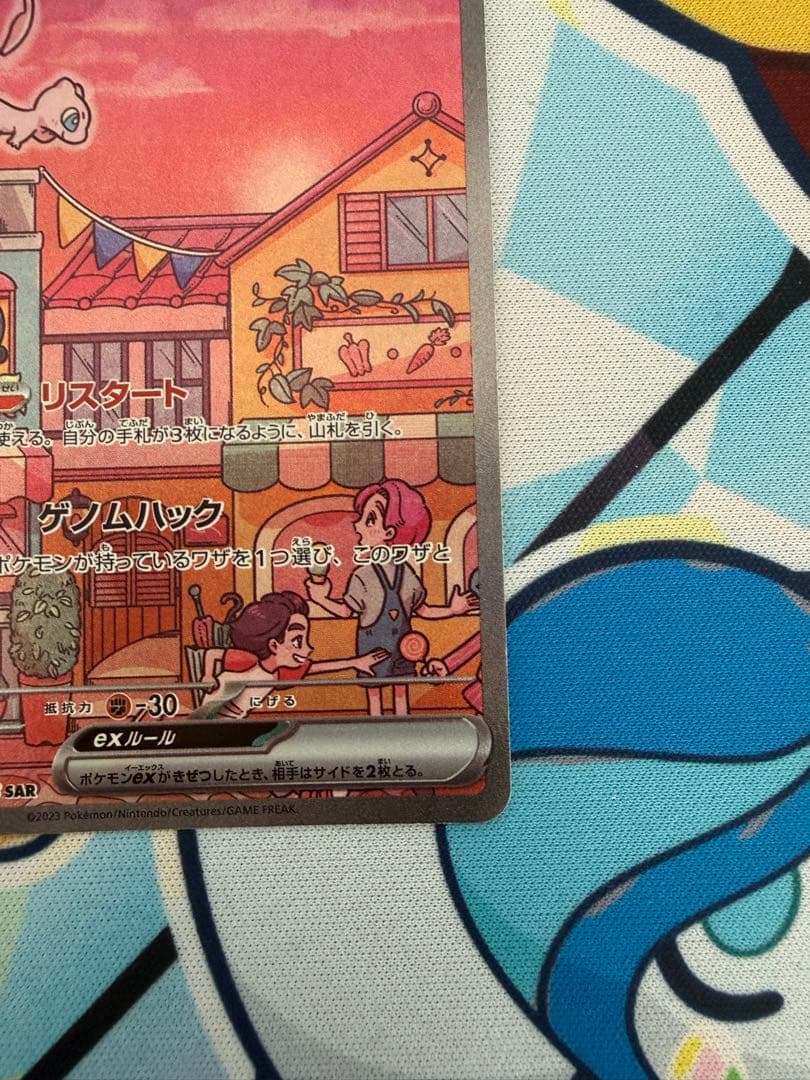 せい リスタート
使える。自分の手札が3枚になるように、山札を引く。
ゲノムハック
ポケモンが持っているワザを1つ選び、このワザと
抵抗力 -30 にげる
exルール
ポケモンexがきぜつしたとき、相手はサイドを2枚とる。
SAR
©2023 Pokémon/Nintendo/Creatures/GAME FREAK.